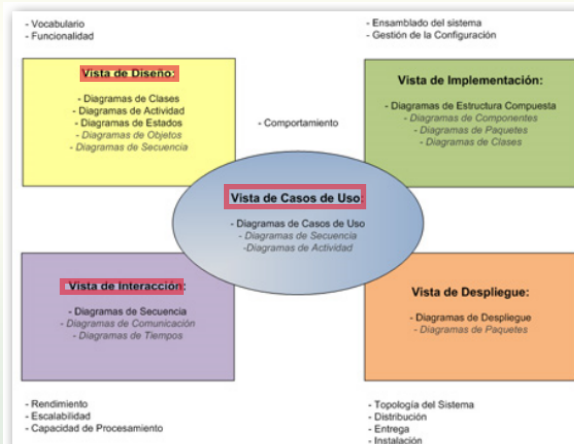 - Vocabulario
- Funcionalidad
- Ensamblado del sistema
- Gestión de la Configuración
Vista de Diseño:
- Diagramas de Clases
- Diagramas de Actividad
- Diagramas de Estados
- Diagramas de Objetos
- Diagramas de Secuencia
- Comportamiento
Vista de Implementación:
- Diagramas de Estructura Compuesta
- Diagramas de Componentes
- Diagramas de Paquetes
- Diagramas de Clases
Vista de Casos de Uso:
- Diagramas de Casos de Uso
- Diagramas de Secuencia
-Diagramas de Actividad
Vista de Interacción:
- Diagramas de Secuencia
- Diagramas de Comunicación
- Diagramas de Tiempos
Vista de Despliegue:
- Diagramas de Despliegue
- Diagramas de Paquetes
- Rendimiento
- Escalabilidad
- Capacidad de Procesamiento
- Topología del Sistema
- Distribución
- Entrega
- Instalación